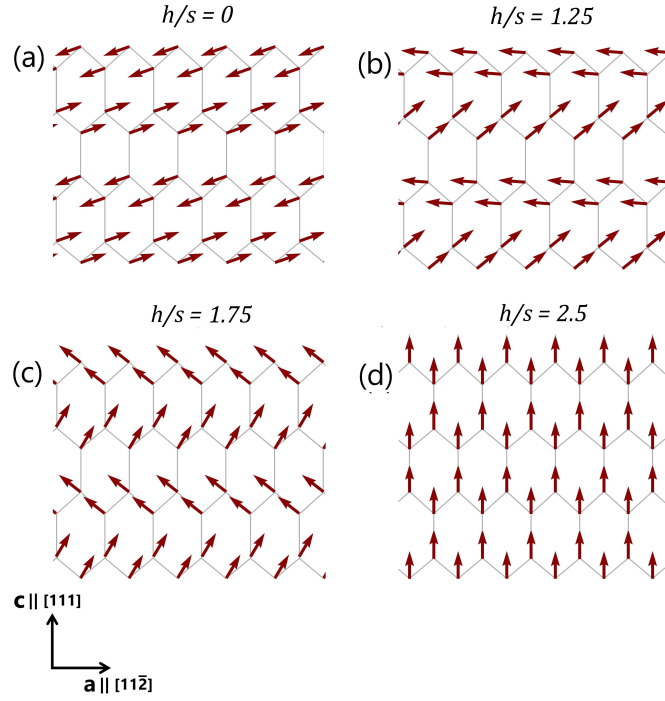 h/s = 0
h/s = 1.25
(a)
(b)
h/s = 1.75
h/s = 2.5
(c)
(d)
c || [111]
a || [112̄]